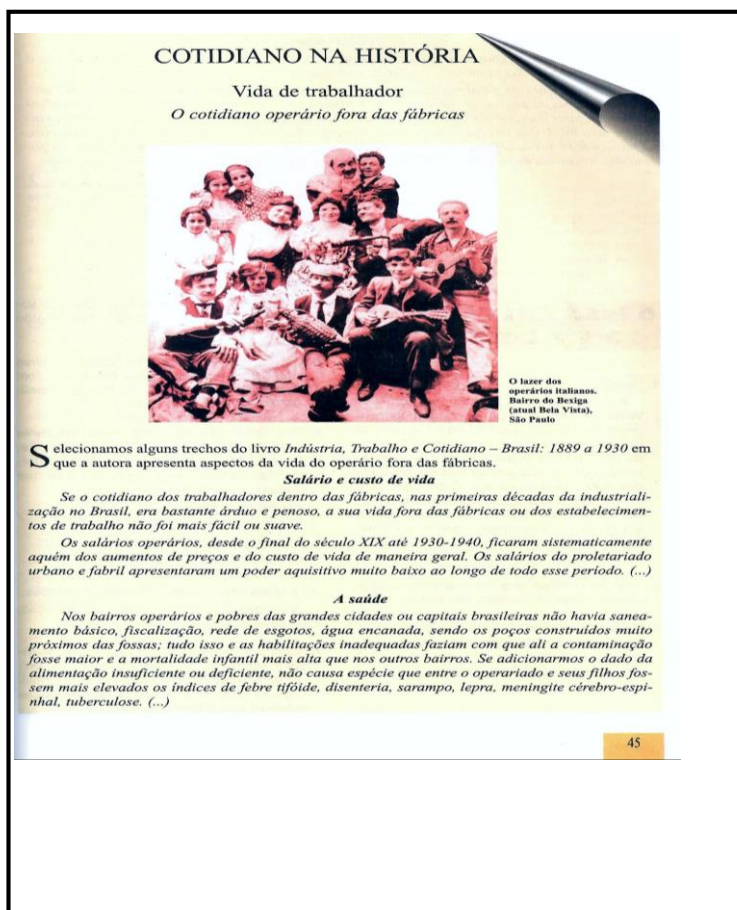 COTIDIANO NA HISTÓRIA
Vida de trabalhador
O cotidiano operário fora das fábricas
O lazer dos
operários italianos.
Bairro do Bexiga
(atual Bela Vista),
São Paulo
Selecionamos alguns trechos do livro Indústria, Trabalho e Cotidiano – Brasil: 1889 a 1930 em
que a autora apresenta aspectos da vida do operário fora das fábricas.
Salário e custo de vida
Se o cotidiano dos trabalhadores dentro das fábricas, nas primeiras décadas da industriali-
zação no Brasil, era bastante árduo e penoso, a sua vida fora das fábricas ou dos estabelecimen-
tos de trabalho não foi mais fácil ou suave.
Os salários operários, desde o final do século XIX até 1930-1940, ficaram sistematicamente
aquém dos aumentos de preços e do custo de vida de maneira geral. Os salários do proletariado
urbano e fabril apresentaram um poder aquisitivo muito baixo ao longo de todo esse período. (...)
A saúde
Nos bairros operários e pobres das grandes cidades ou capitais brasileiras não havia sanea-
mento básico, fiscalização, rede de esgotos, água encanada, sendo os poços construídos muito
próximos das fossas; tudo isso e as habilitações inadequadas faziam com que ali a contaminação
fosse maior e a mortalidade infantil mais alta que nos outros bairros. Se adicionarmos o dado da
alimentação insuficiente ou deficiente, não causa espécie que entre o operariado e seus filhos fos-
sem mais elevados os índices de febre tifóide, disenteria, sarampo, lepra, meningite cérebro-espi-
nhal, tuberculose. (...)
45